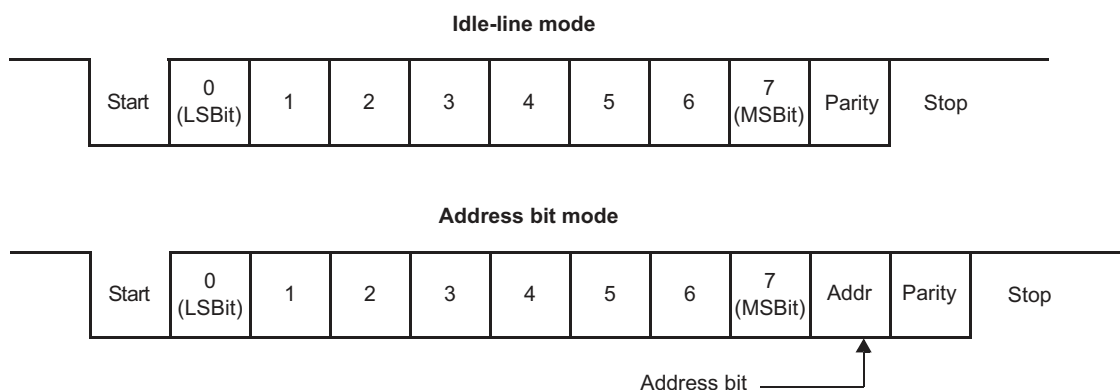 Idle-line mode
Start 0 (LSBit) 1 2 3 4 5 6 7 (MSBit) Parity Stop
Address bit mode
Start 0 (LSBit) 1 2 3 4 5 6 7 (MSBit) Addr Parity Stop
Address bit